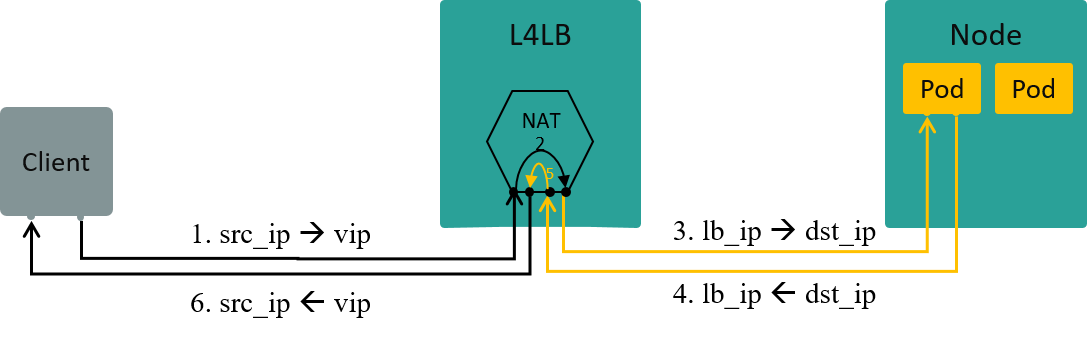 L4LB
Node
Pod
Pod
NAT
2
5
Client
1. src_ip → vip
3. lb_ip → dst_ip
6. src_ip ← vip
4. lb_ip ← dst_ip